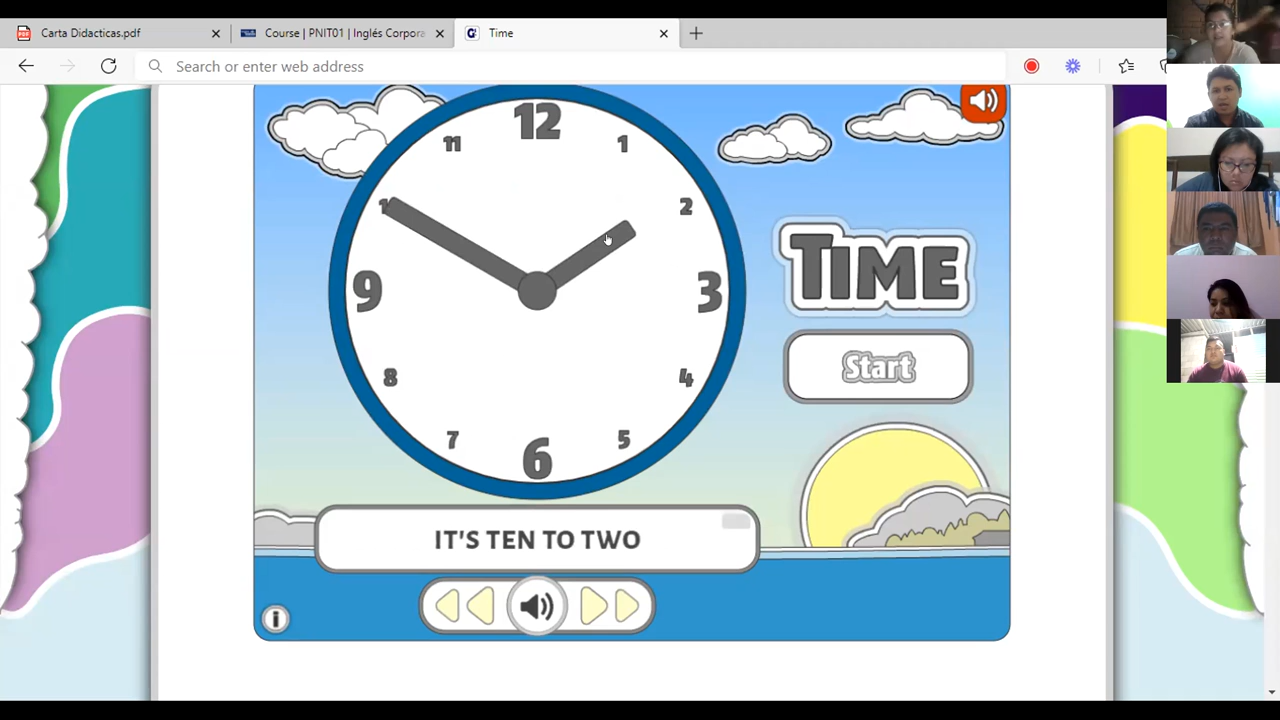 Carta Didacticas.pdf
Course | PNIT01 | Inglés Corpora
Time
Search or enter web address
12
11
1
2
9
3
8
4
7
5
6
TIME
Start
IT'S TEN TO TWO
i